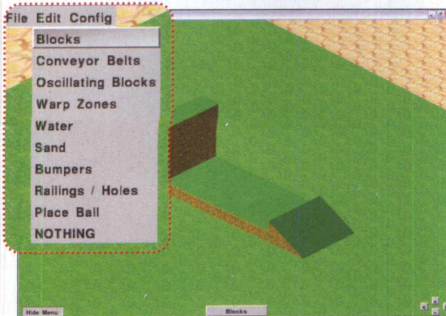 File Edit Config
Blocks
Conveyor Belts
Oscillating Blocks
Warp Zones
Water
Sand
Bumpers
Railings / Holes
Place Ball
NOTHING
Hide Menu
Blocks